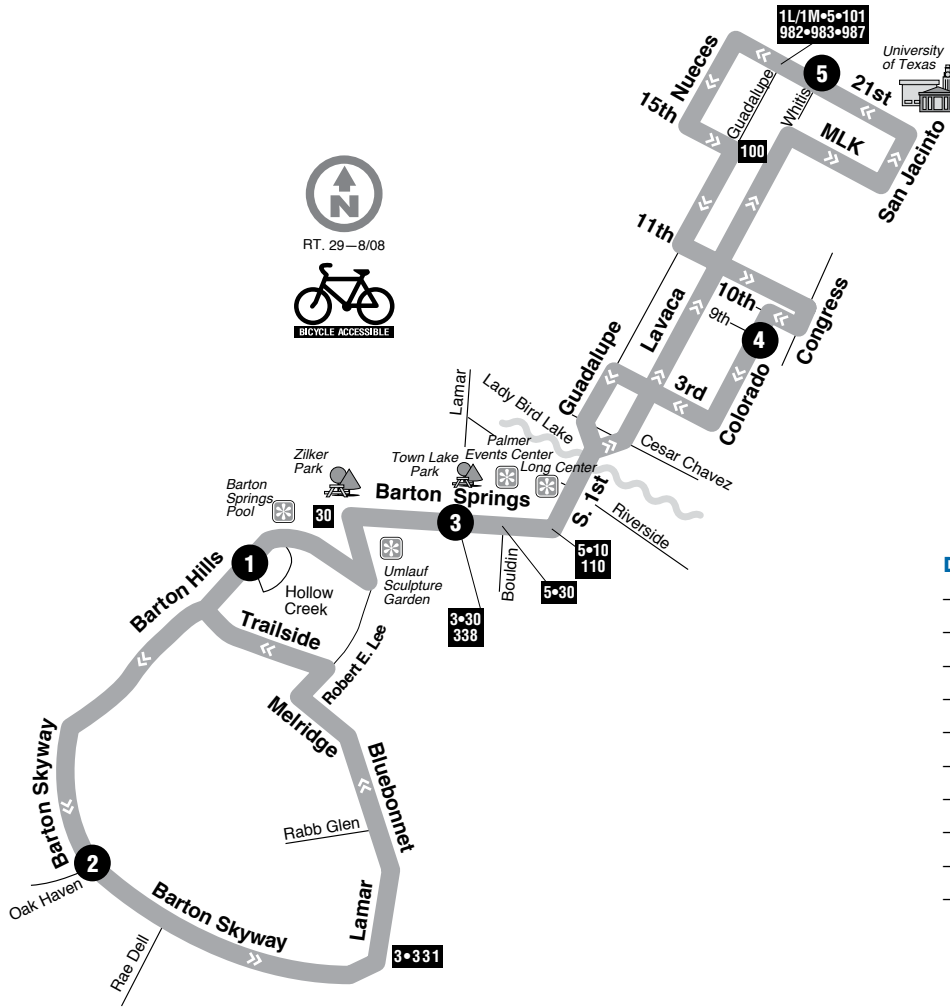 1L/1M•5•101
982•983•987
University
of Texas
Nueces
5
21st
15th
Guadalupe
Whitis
MLK
100
San Jacinto
N
RT. 29—8/08
BICYCLE ACCESSIBLE
11th
10th
9th
4
Congress
Lavaca
Guadalupe
3rd
Colorado
Lamar
Lady Bird Lake
Cesar Chavez
Palmer
Events Center
Long Center
Town Lake
Park
Zilker
Park
Barton
Springs
Pool
30
Barton Springs
3
S. 1st
Riverside
1
Barton Hills
Hollow
Creek
Umlauf
Sculpture
Garden
Bouldin
5•10
110
5•30
3•30
338
Trailside
Robert E. Lee
Melridge
Bluebonnet
Barton Skyway
Rabb Glen
2
Oak Haven
Barton Skyway
Lamar
Rae Dell
3•331